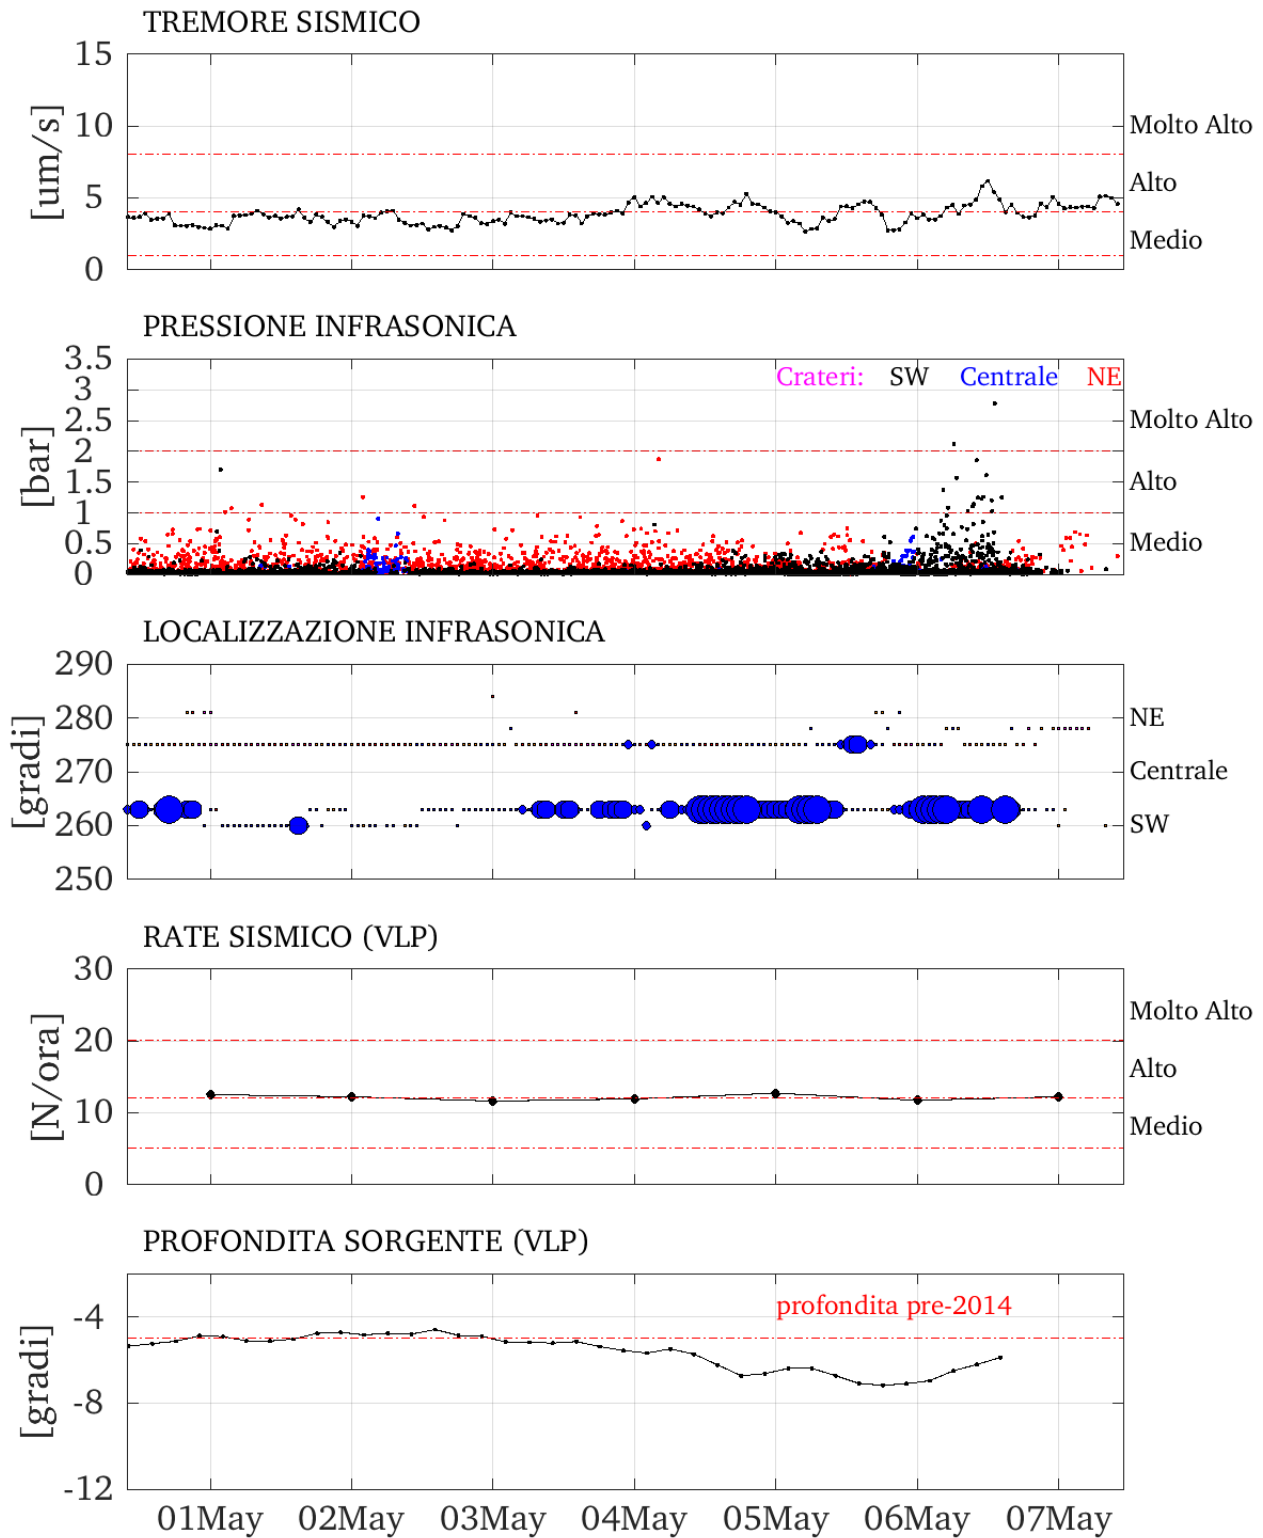 TREMORE SISMICO
15
10
5
0
[um/s]
Molto Alto
Alto
Medio
PRESSIONE INFRASONICA
3.5
3
2.5
2
1.5
1
0.5
0
[bar]
Crateri: SW Centrale NE
Molto Alto
Alto
Medio
LOCALIZZAZIONE INFRASONICA
290
280
270
260
250
[gradi]
NE
Centrale
SW
RATE SISMICO (VLP)
30
20
10
0
[N/ora]
Molto Alto
Alto
Medio
PROFONDITA SORGENTE (VLP)
-4
-8
-12
[gradi]
profondita pre-2014
01May 02May 03May 04May 05May 06May 07May